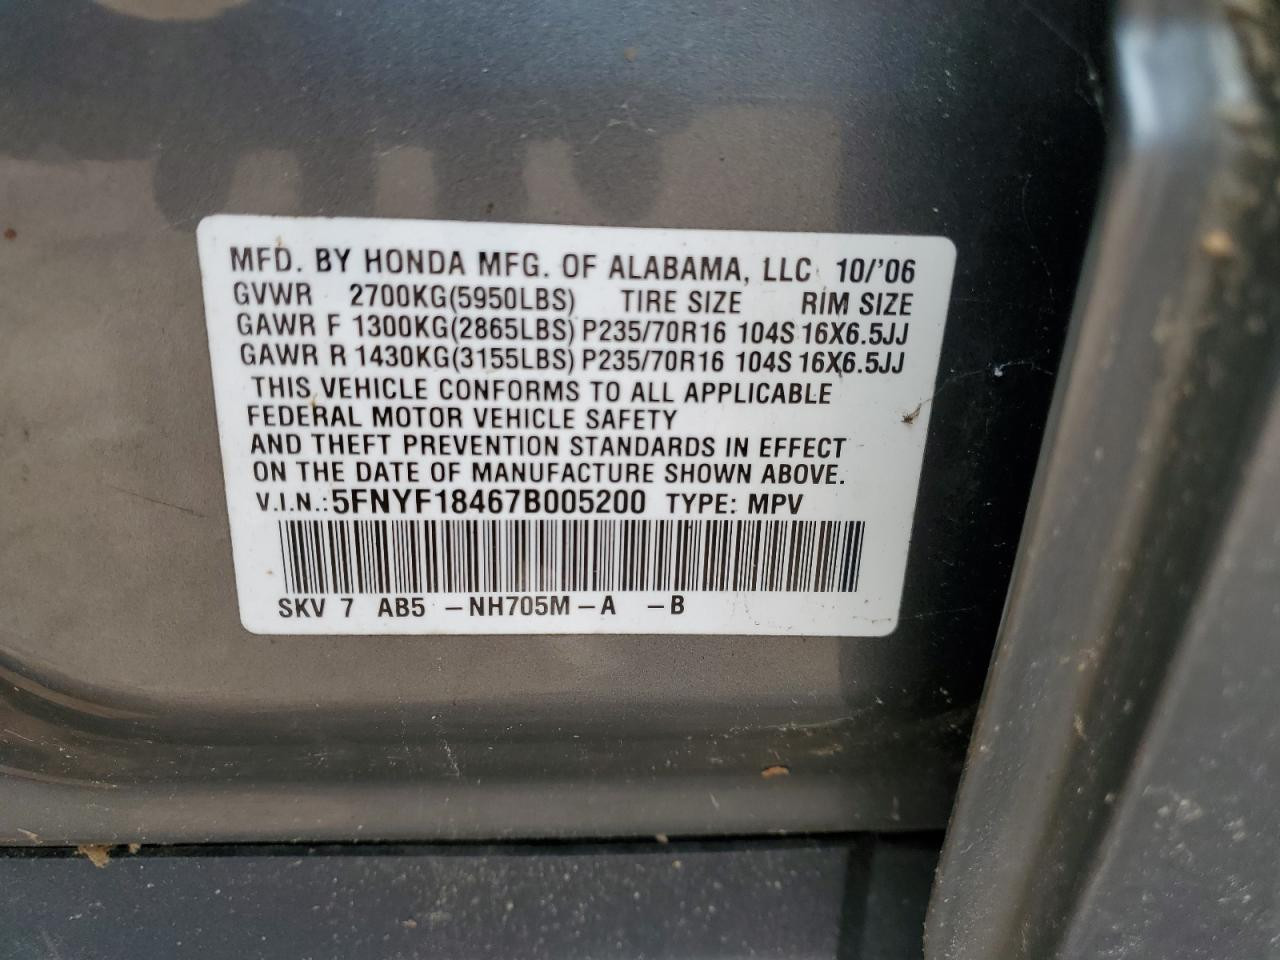 MFD. BY HONDA MFG. OF ALABAMA, LLC 10/'06
GVWR 2700KG(5950LBS) TIRE SIZE RIM SIZE
GAWR F 1300KG(2865LBS) P235/70R16 104S 16X6.5JJ
GAWR R 1430KG(3155LBS) P235/70R16 104S 16X6.5JJ
THIS VEHICLE CONFORMS TO ALL APPLICABLE
FEDERAL MOTOR VEHICLE SAFETY
AND THEFT PREVENTION STANDARDS IN EFFECT
ON THE DATE OF MANUFACTURE SHOWN ABOVE.
V.I.N.:5FNYF18467B005200 TYPE: MPV
SKV 7 AB5 -NH705M-A -B